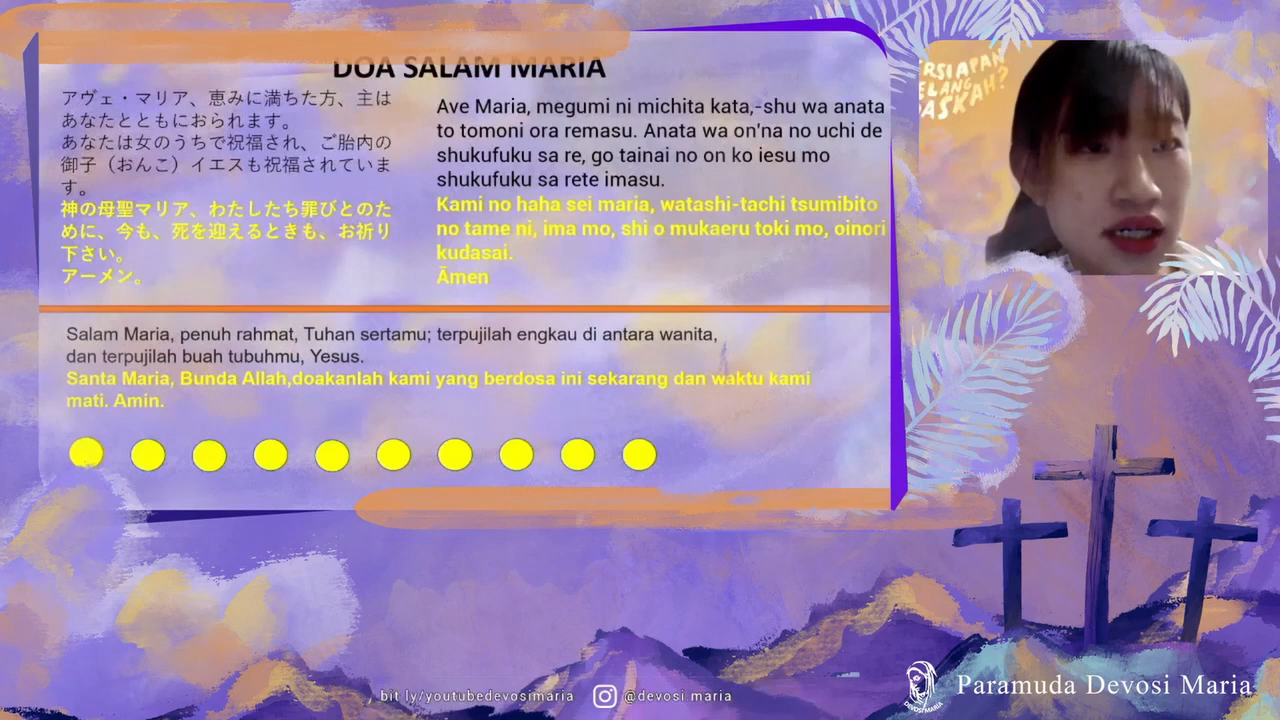 DOA SALAM MARIA
アヴェ・マリア、恵みに満ちた方、主は
あなたとともにおられます。
あなたは女のうちで祝福され、ご胎内の
御子（おんこ）イエスも祝福されていま
す。
神の母聖マリア、わたしたち罪びとのた
めに、今も、死を迎えるときも、お祈り
下さい。
アーメン。
Ave Maria, megumi ni michita kata,-shu wa anata
to tomoni ora remasu. Anata wa on'na no uchi de
shukufuku sa re, go tainai no on ko iesu mo
shukufuku sa rete imasu.
Kami no haha sei maria, watashi-tachi tsumibito
no tame ni, ima mo, shi o mukaeru toki mo, oinori
kudasai.
Āmen
Salam Maria, penuh rahmat, Tuhan sertamu; terpujilah engkau di antara wanita,
dan terpujilah buah tubuhmu, Yesus.
Santa Maria, Bunda Allah,doakanlah kami yang berdosa ini sekarang dan waktu kami
mati. Amin.
bit ly/youtubedevosimaria
@devosi maria
DEVOSI MARIA
Paramuda Devosi Maria